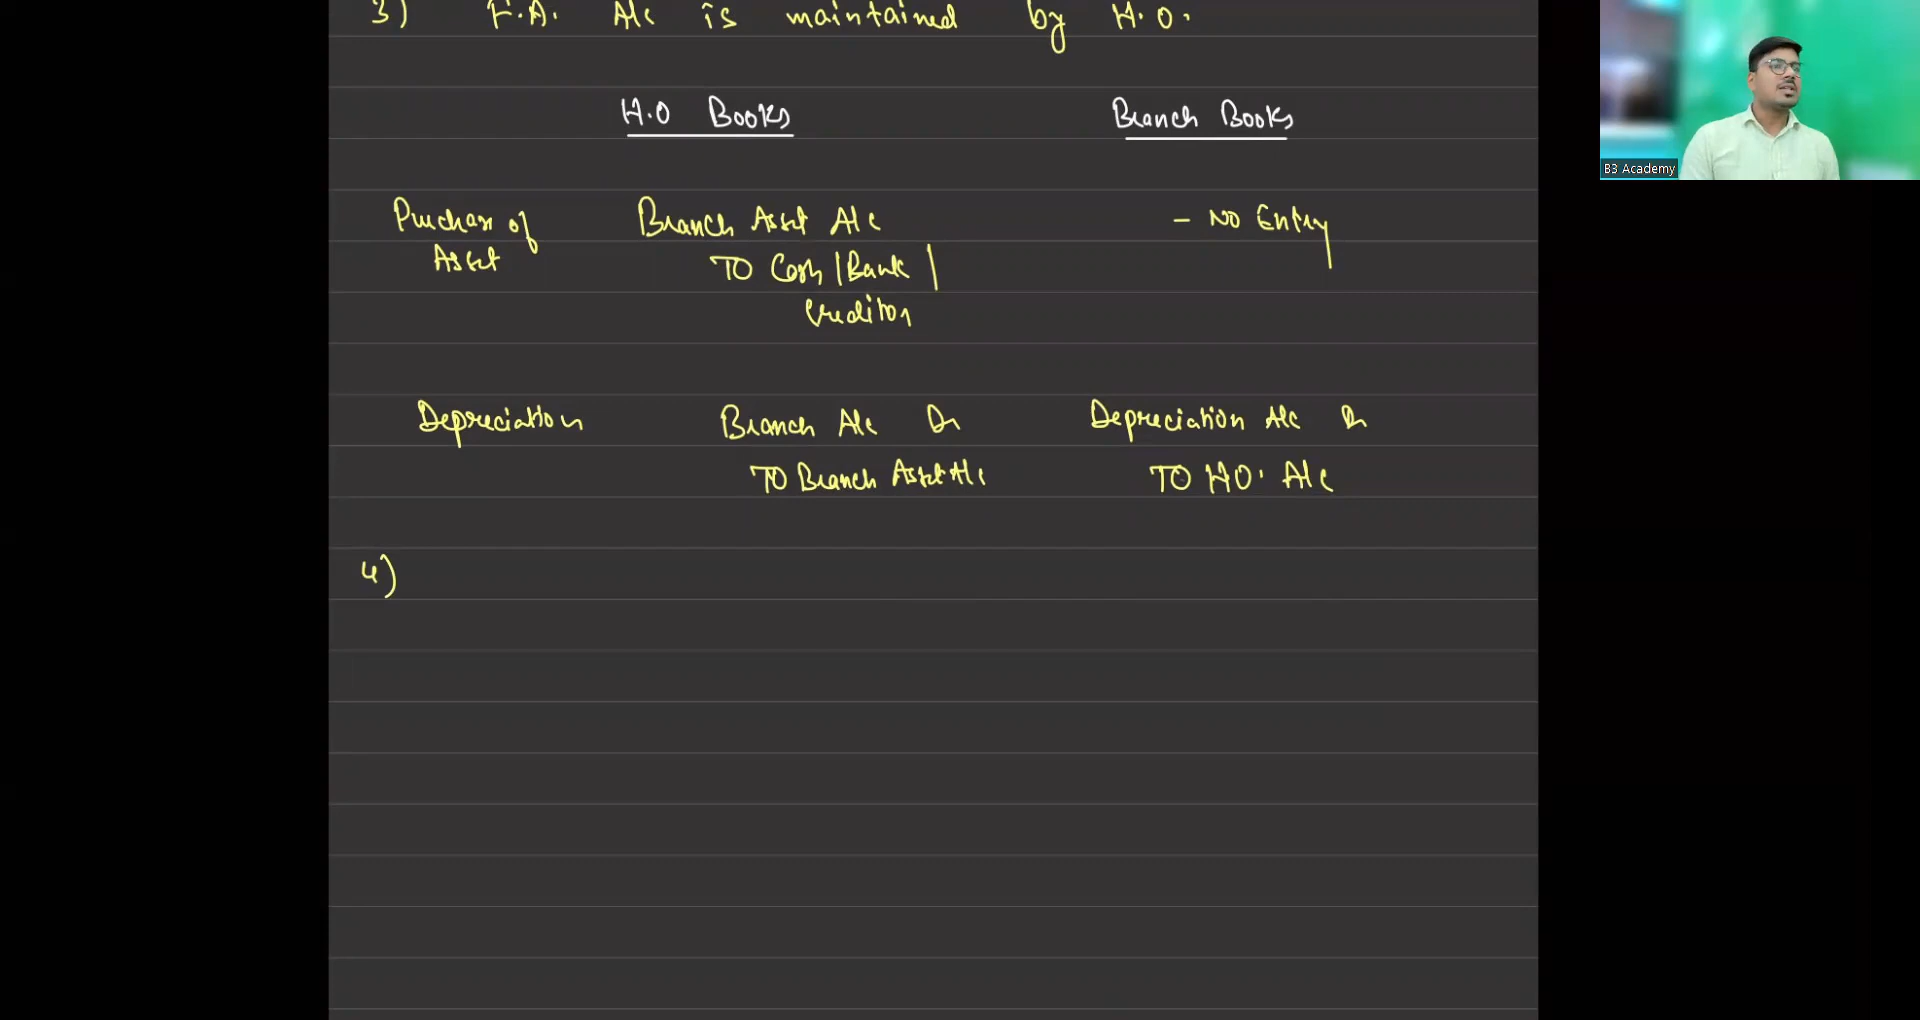 3) F.A. A/c is maintained by H.O.
H.O Books Branch Books
Purchase of Branch Asset A/c - No Entry
Asset To Cash | Bank |
Creditor
Depreciation Branch A/c Dr Depreciation A/c Dr
To Branch Asset A/c To HO. A/c
4)
B3 Academy